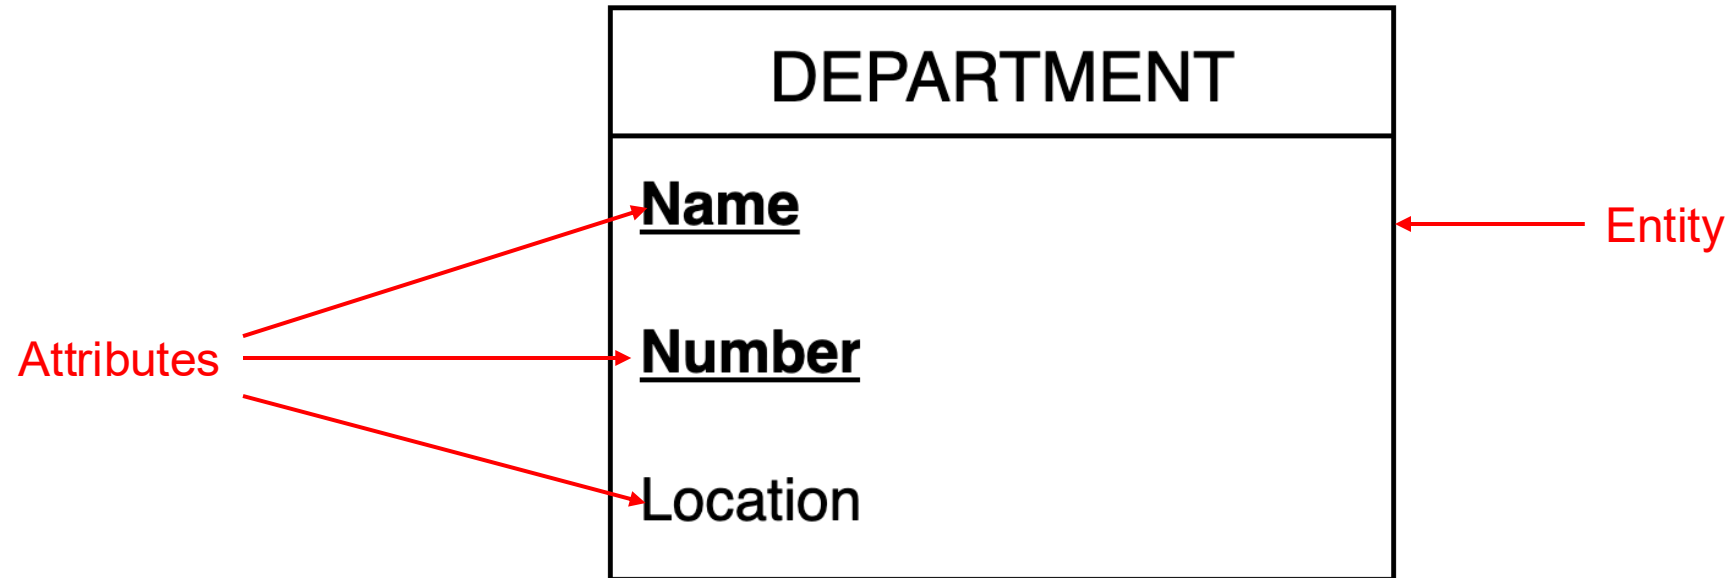 DEPARTMENT
Name
Entity
Number
Attributes
Location